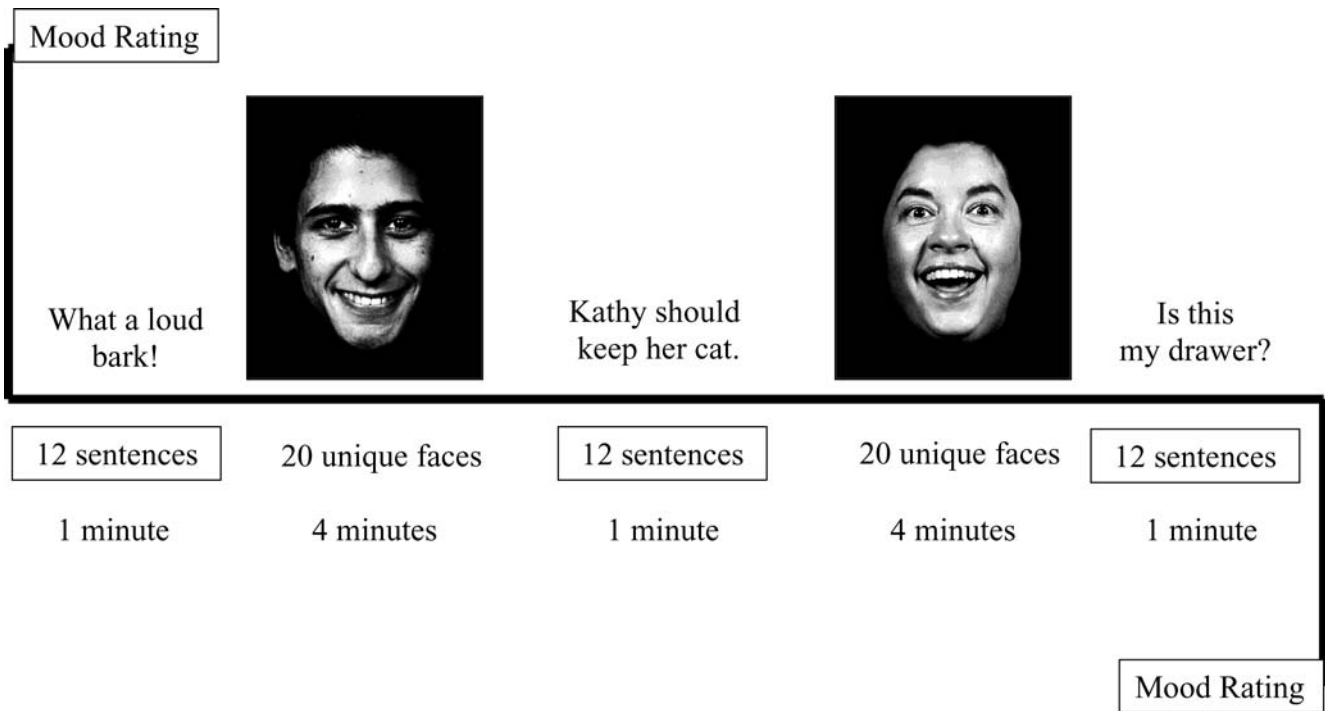 Mood Rating
What a loud
bark!
Kathy should
keep her cat.
Is this
my drawer?
12 sentences
20 unique faces
12 sentences
20 unique faces
12 sentences
1 minute
4 minutes
1 minute
4 minutes
1 minute
Mood Rating